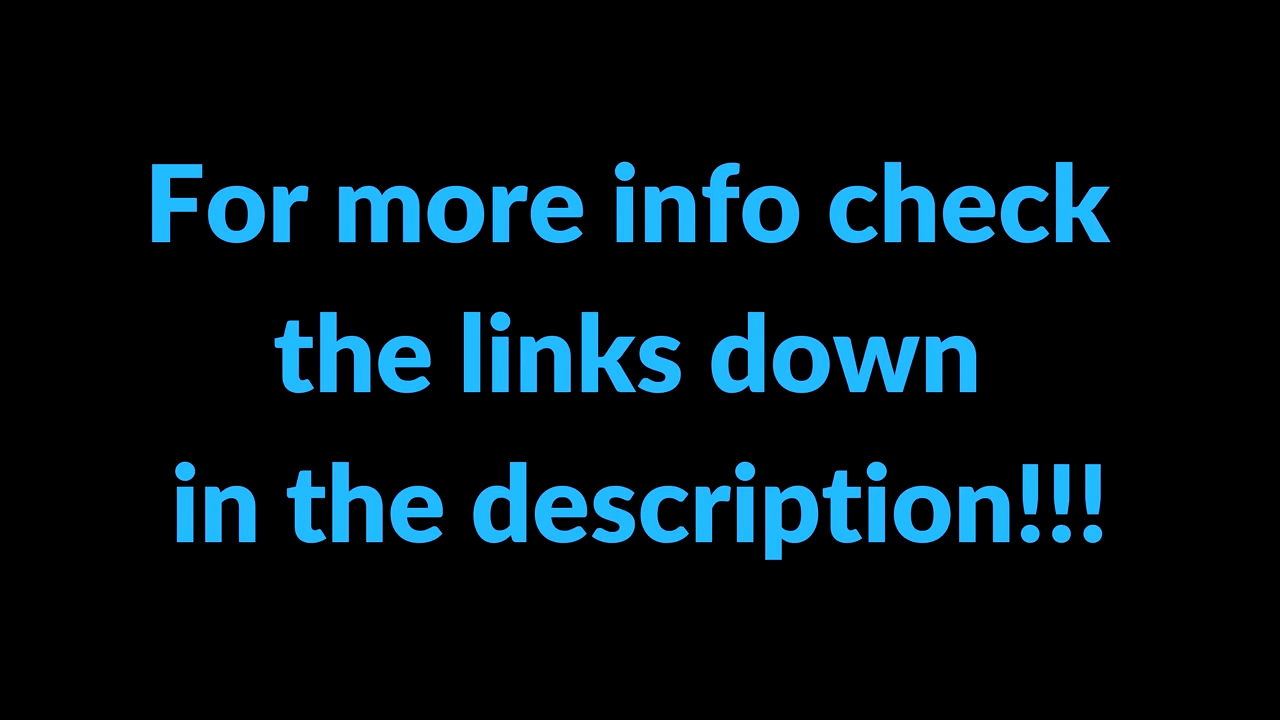 For more info check
the links down
in the description!!!